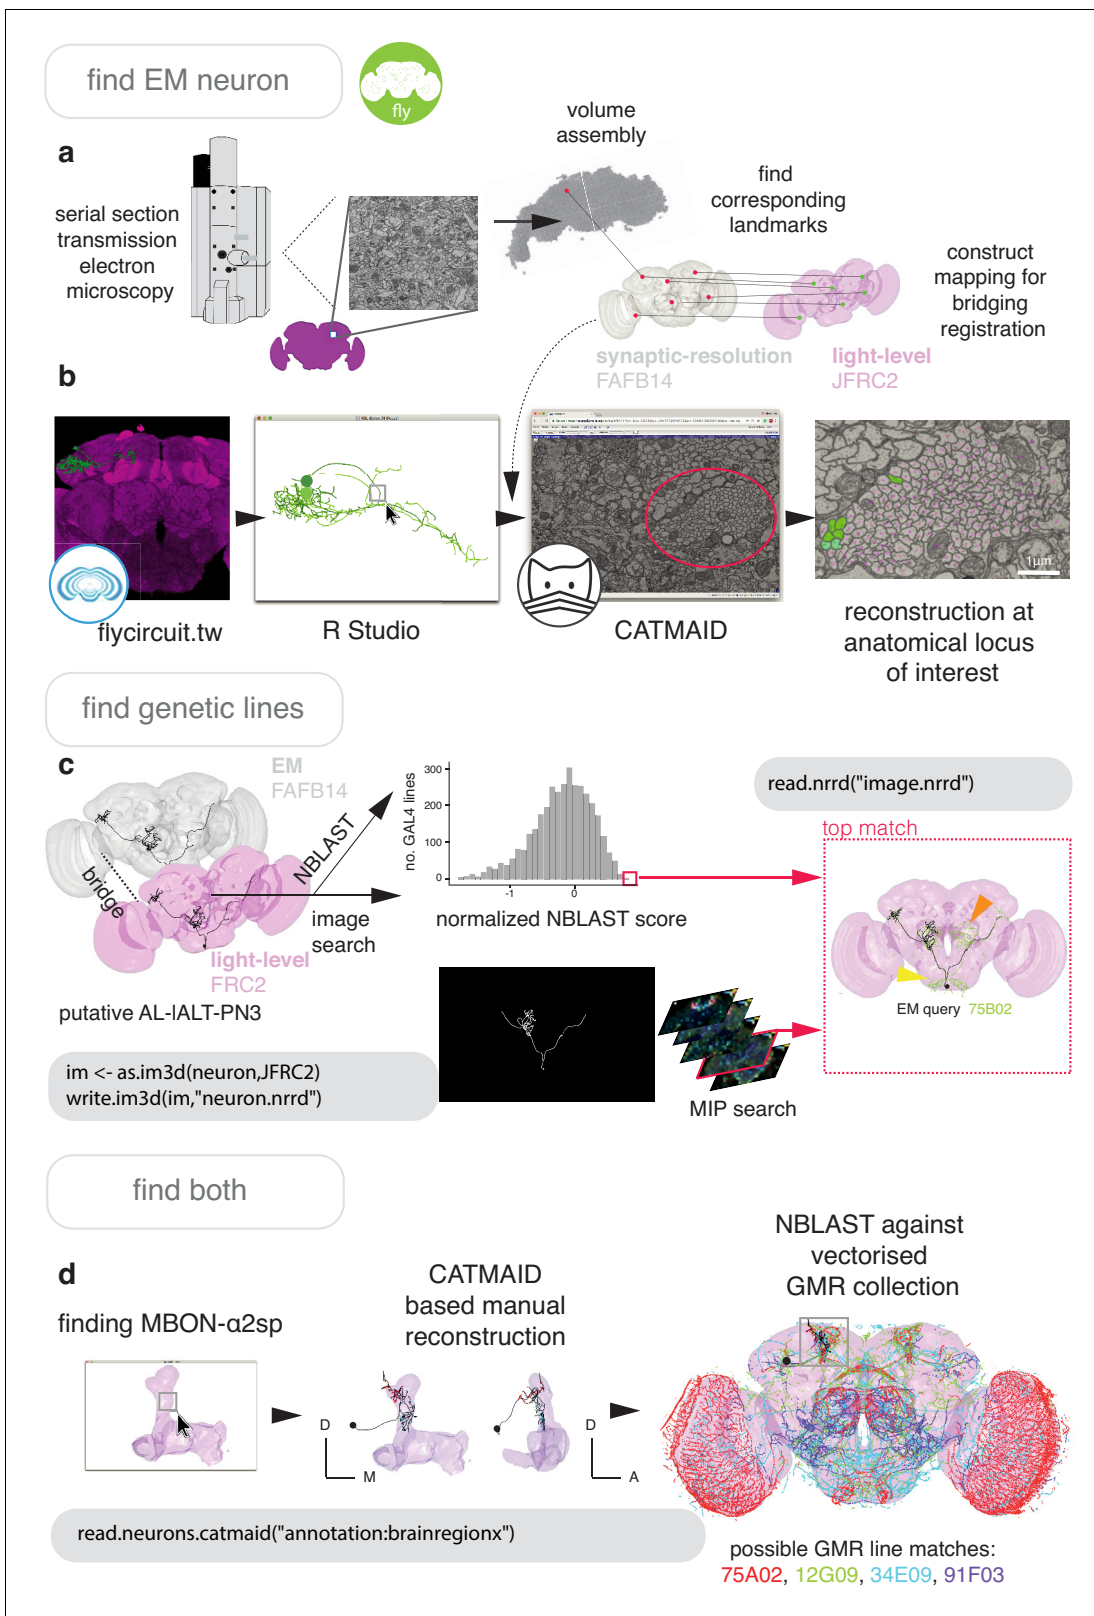 find EM neuron
fly
a
serial section
transmission
electron
microscopy
volume
assembly
find
corresponding
landmarks
construct
mapping for
bridging
registration
synaptic-resolution
FAFB14
light-level
JFRC2
b
flycircuit.tw
R Studio
CATMAID
1µm
reconstruction at
anatomical locus
of interest
find genetic lines
c
EM
FAFB14
bridge
NBLAST
image
search
light-level
FRC2
putative AL-lALT-PN3
im <- as.im3d(neuron,JFRC2)
write.im3d(im,"neuron.nrrd")
no. GAL4 lines
300
200
100
0
-1
0
normalized NBLAST score
MIP search
read.nrrd("image.nrrd")
top match
EM query 75B02
find both
d
finding MBON-α2sp
CATMAID
based manual
reconstruction
D
M
D
A
NBLAST against
vectorised
GMR collection
read.neurons.catmaid("annotation:brainregionx")
possible GMR line matches:
75A02, 12G09, 34E09, 91F03